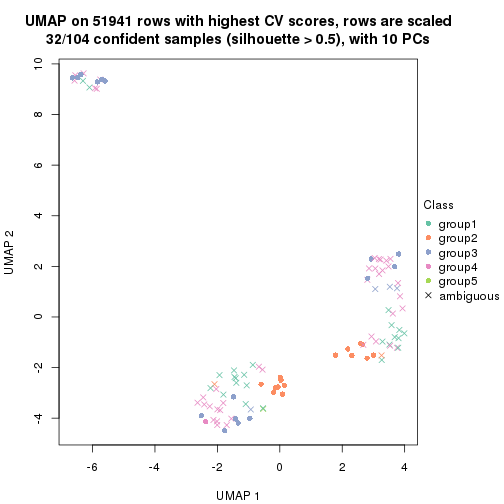 UMAP on 51941 rows with highest CV scores, rows are scaled
32/104 confident samples (silhouette > 0.5), with 10 PCs
10
8
6
4
2
0
-2
-4
UMAP 2
-6
-4
-2
0
2
4
UMAP 1
Class
group1
group2
group3
group4
group5
ambiguous